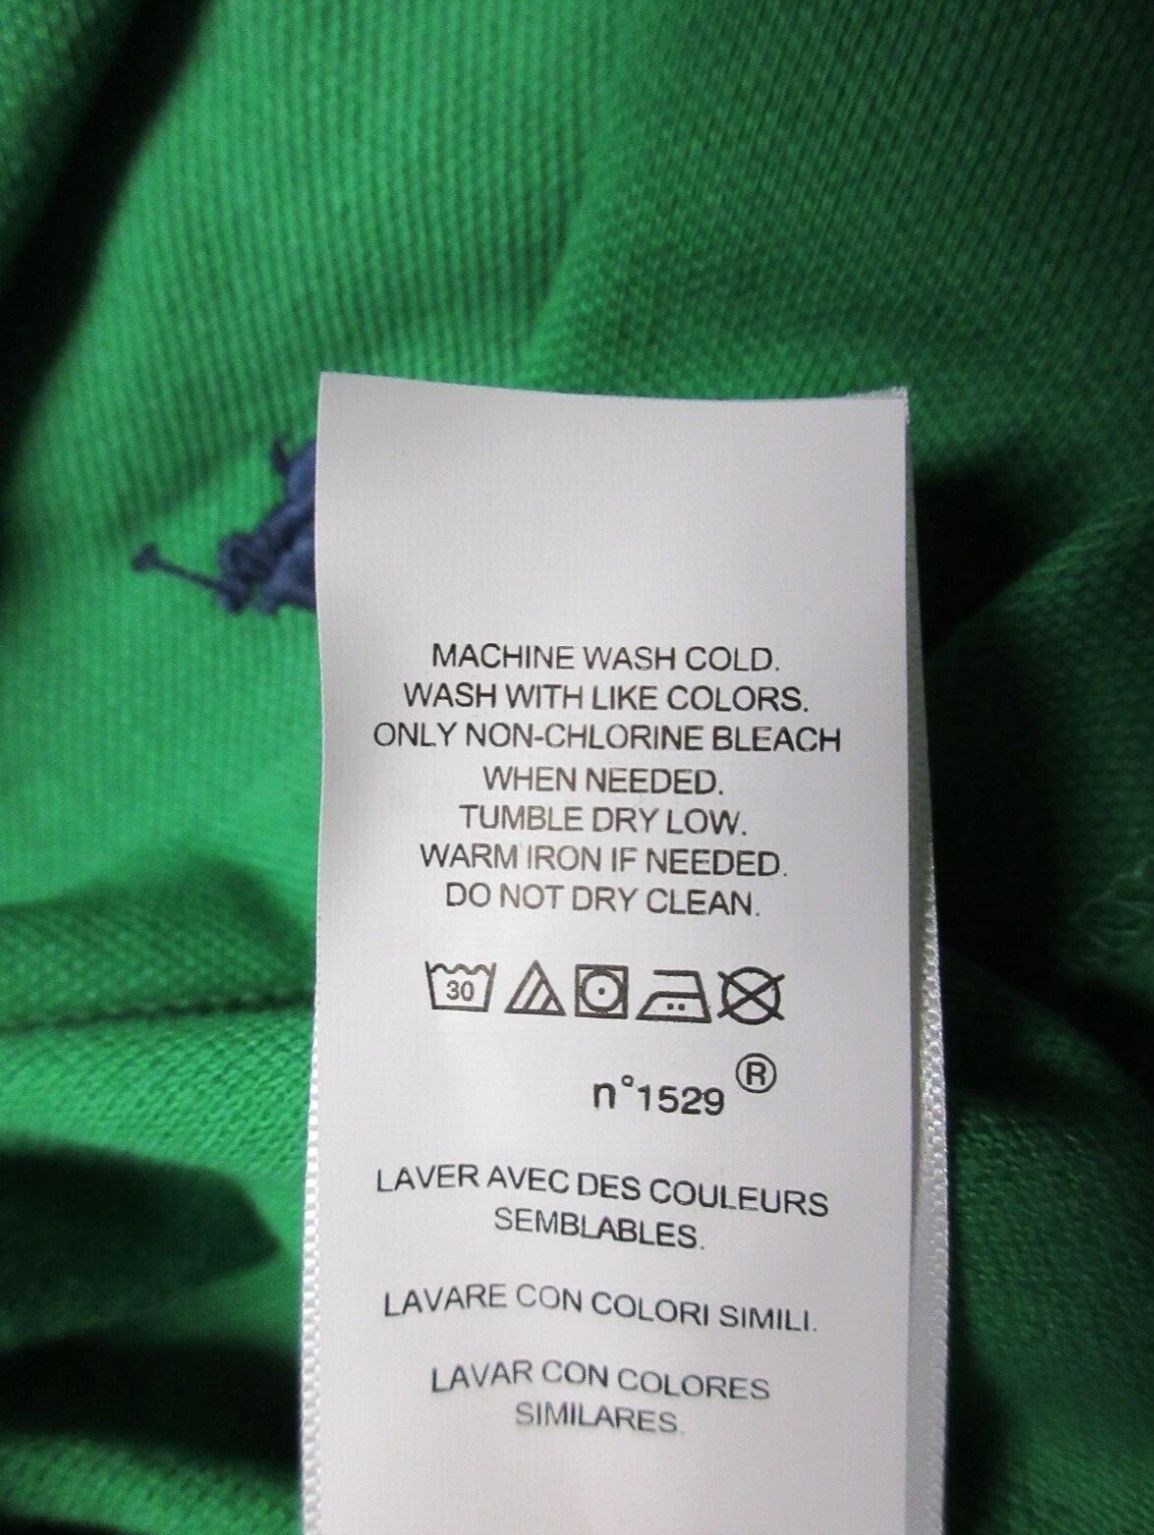 MACHINE WASH COLD.
WASH WITH LIKE COLORS.
ONLY NON-CHLORINE BLEACH
WHEN NEEDED.
TUMBLE DRY LOW.
WARM IRON IF NEEDED.
DO NOT DRY CLEAN.
30
n°1529 ®
LAVER AVEC DES COULEURS
SEMBLABLES.
LAVARE CON COLORI SIMILI.
LAVAR CON COLORES
SIMILARES.